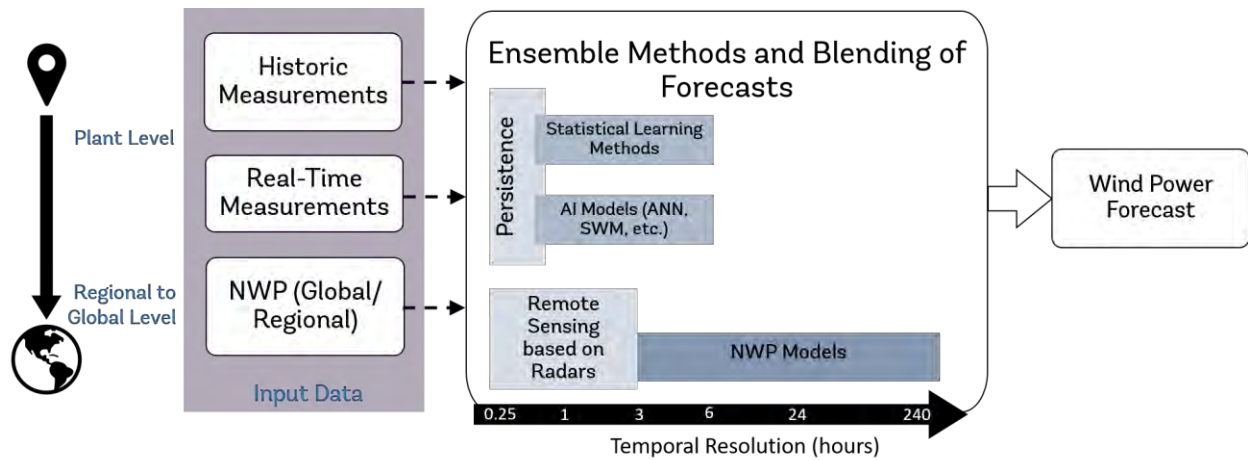 Plant Level
Regional to
Global Level
Historic
Measurements
Real-Time
Measurements
NWP (Global/
Regional)
Input Data
Ensemble Methods and Blending of
Forecasts
Persistence
Statistical Learning
Methods
AI Models (ANN,
SWM, etc.)
Remote
Sensing
based on
Radars
NWP Models
0.25 1 3 6 24 240
Temporal Resolution (hours)
Wind Power
Forecast